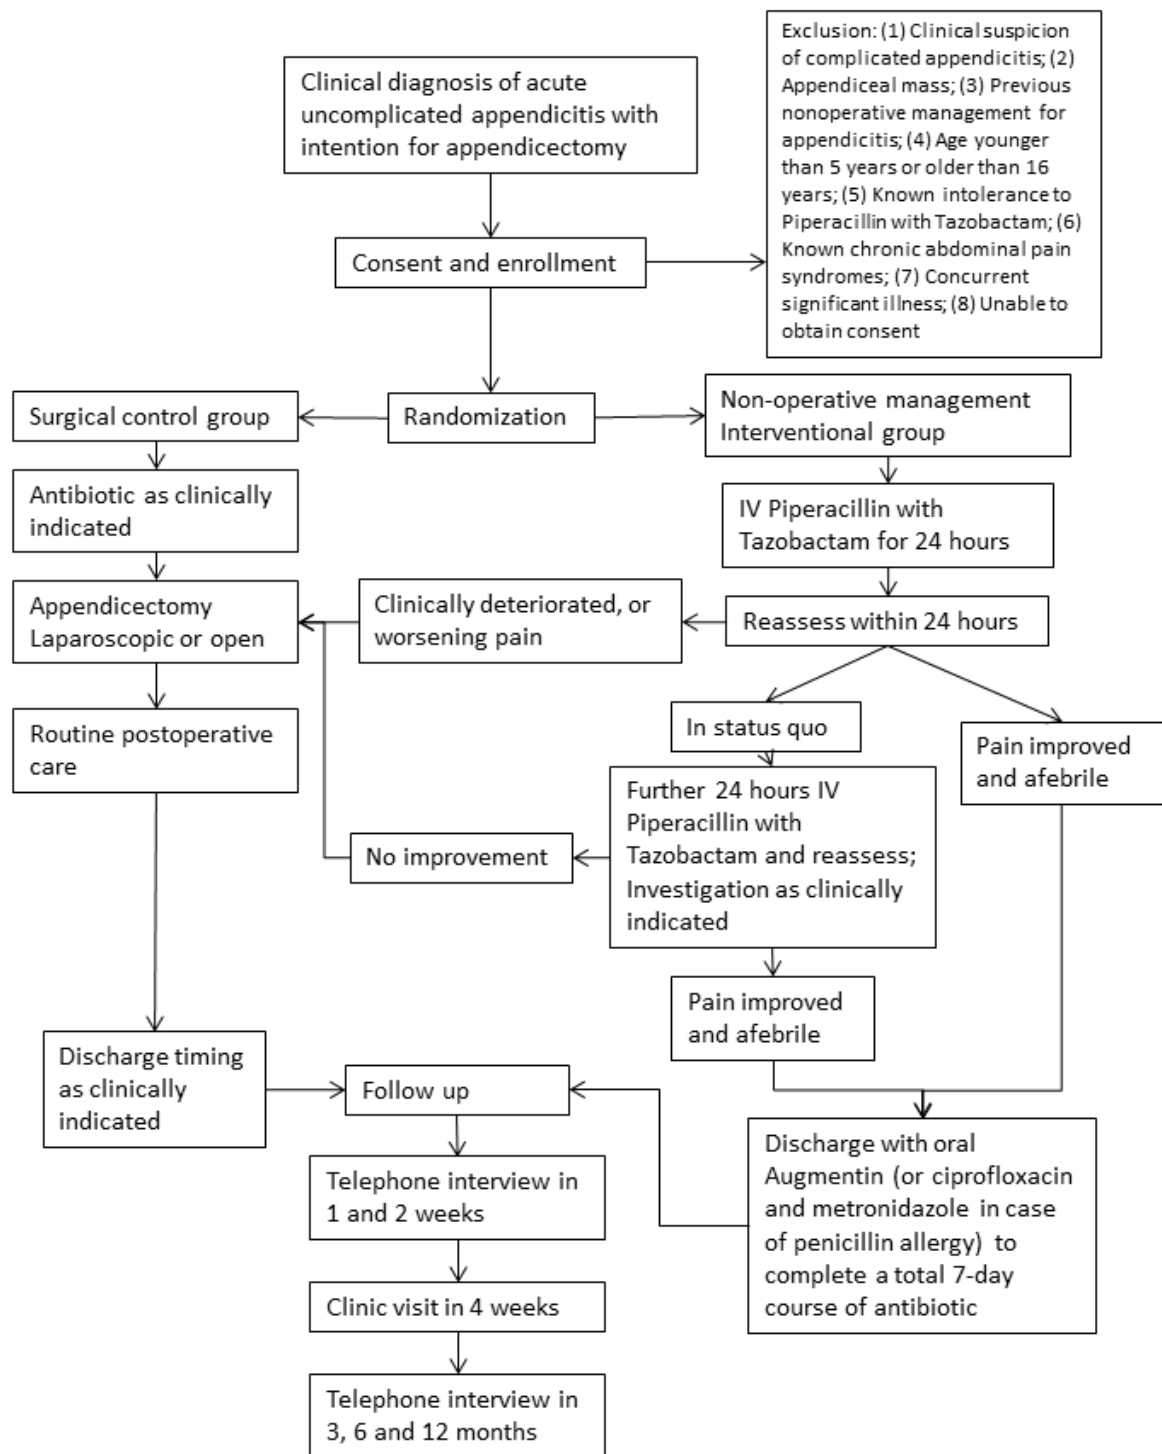 Exclusion: (1) Clinical suspicion
of complicated appendicitis; (2)
Appendiceal mass; (3) Previous
nonoperative management for
appendicitis; (4) Age younger
than 5 years or older than 16
years; (5) Known intolerance to
Piperacillin with Tazobactam; (6)
Known chronic abdominal pain
syndromes; (7) Concurrent
significant illness; (8) Unable to
obtain consent
Clinical diagnosis of acute
uncomplicated appendicitis with
intention for appendicectomy
Consent and enrollment
Randomization
Surgical control group
Non-operative management
Interventional group
Antibiotic as clinically
indicated
IV Piperacillin with
Tazobactam for 24 hours
Appendicectomy
Laparoscopic or open
Clinically deteriorated, or
worsening pain
Reassess within 24 hours
Routine postoperative
care
In status quo
Pain improved
and afebrile
Further 24 hours IV
Piperacillin with
Tazobactam and reassess;
Investigation as clinically
indicated
No improvement
Pain improved
and afebrile
Discharge timing
as clinically
indicated
Follow up
Discharge with oral
Augmentin (or ciprofloxacin
and metronidazole in case
of penicillin allergy) to
complete a total 7-day
course of antibiotic
Telephone interview in
1 and 2 weeks
Clinic visit in 4 weeks
Telephone interview in
3, 6 and 12 months